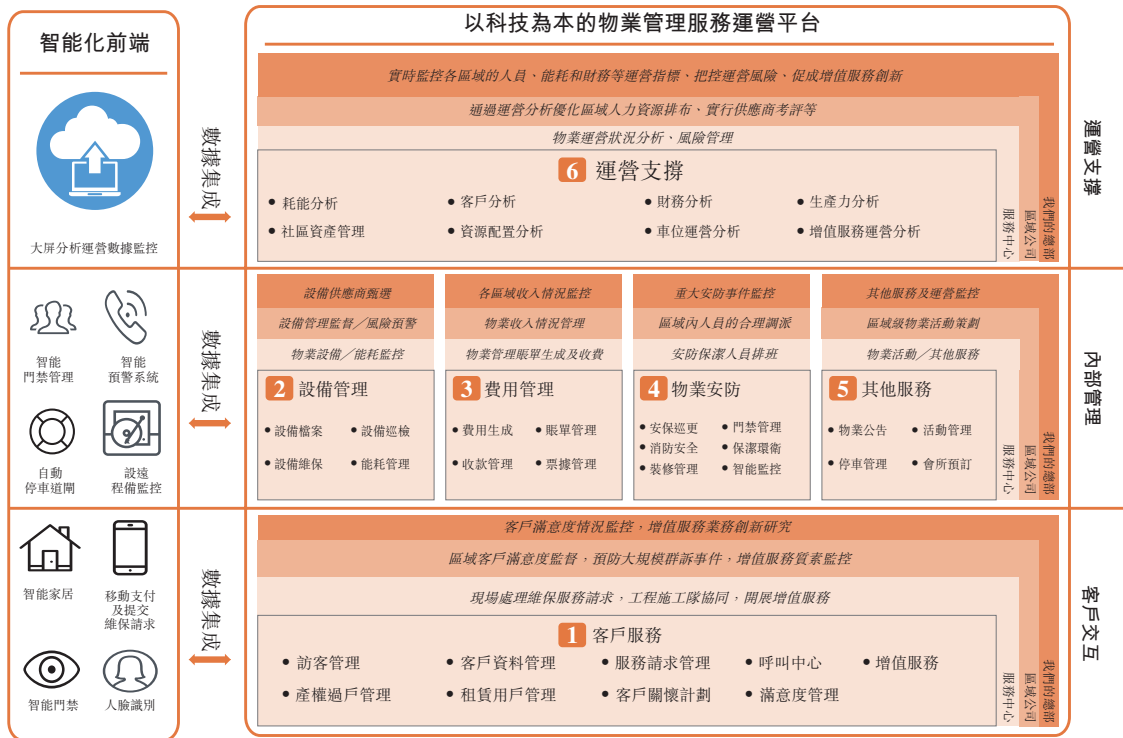 智能化前端
大屏分析運營數據監控
智能
門禁管理
智能
預警系統
自動
停車道閘
設遠
程備監控
智能家居
移動支付
及提交
維保請求
智能門禁
人臉識別
數據集成
數據集成
數據集成
以科技為本的物業管理服務運營平台
實時監控各區域的人員、能耗和財務等運營指標、把控運營風險、促成增值服務創新
通過運營分析優化區域人力資源排布、實行供應商考評等
物業運營狀況分析、風險管理
6 運營支撐
• 耗能分析
• 客戶分析
• 財務分析
• 生產力分析
• 社區資產管理
• 資源配置分析
• 車位運營分析
• 增值服務運營分析
服務中心
區域公司
我們的總部
運營支撐
設備供應商甄選
設備管理監督／風險預警
物業設備／能耗監控
2 設備管理
• 設備檔案
• 設備巡檢
• 設備維保
• 能耗管理
各區域收入情況監控
物業收入情況管理
物業管理賬單生成及收費
3 費用管理
• 費用生成
• 賬單管理
• 收款管理
• 票據管理
重大安防事件監控
區域內人員的合理調派
安防保潔人員排班
4 物業安防
• 安保巡更
• 門禁管理
• 消防安全
• 保潔環衛
• 裝修管理
• 智能監控
其他服務及運營監控
區域級物業活動策劃
物業活動／其他服務
5 其他服務
• 物業公告
• 活動管理
• 停車管理
• 會所預訂
服務中心
區域公司
我們的總部
內部管理
客戶滿意度情況監控，增值服務業務創新研究
區域客戶滿意度監督，預防大規模群訴事件，增值服務質素監控
現場處理維保服務請求，工程施工隊協同，開展增值服務
1 客戶服務
• 訪客管理
• 客戶資料管理
• 服務請求管理
• 呼叫中心
• 增值服務
• 產權過戶管理
• 租賃用戶管理
• 客戶關懷計劃
• 滿意度管理
服務中心
區域公司
我們的總部
客戶交互